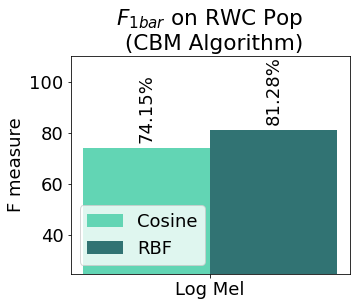 F1bar on RWC Pop
(CBM Algorithm)
100
80
60
40
F measure
74.15%
81.28%
Cosine
RBF
Log Mel